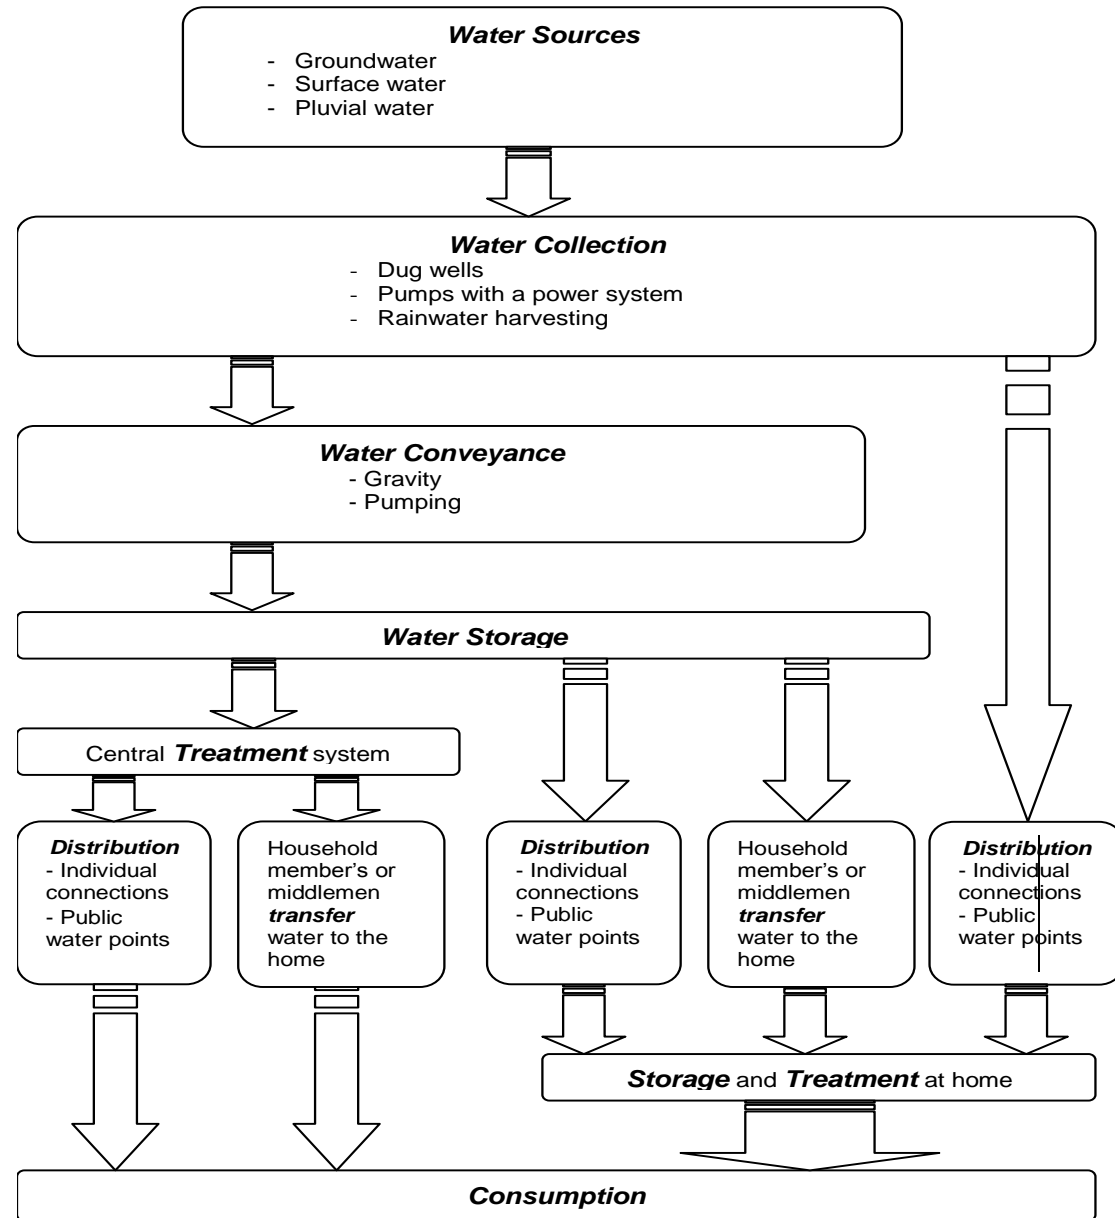 Water Sources
- Groundwater
- Surface water
- Pluvial water
Water Collection
- Dug wells
- Pumps with a power system
- Rainwater harvesting
Water Conveyance
- Gravity
- Pumping
Water Storage
Central Treatment system
Distribution
- Individual
connections
- Public
water points
Household
member's or
middlemen
transfer
water to the
home
Distribution
- Individual
connections
- Public
water points
Household
member's or
middlemen
transfer
water to the
home
Distribution
- Individual
connections
- Public
water points
Storage and Treatment at home
Consumption